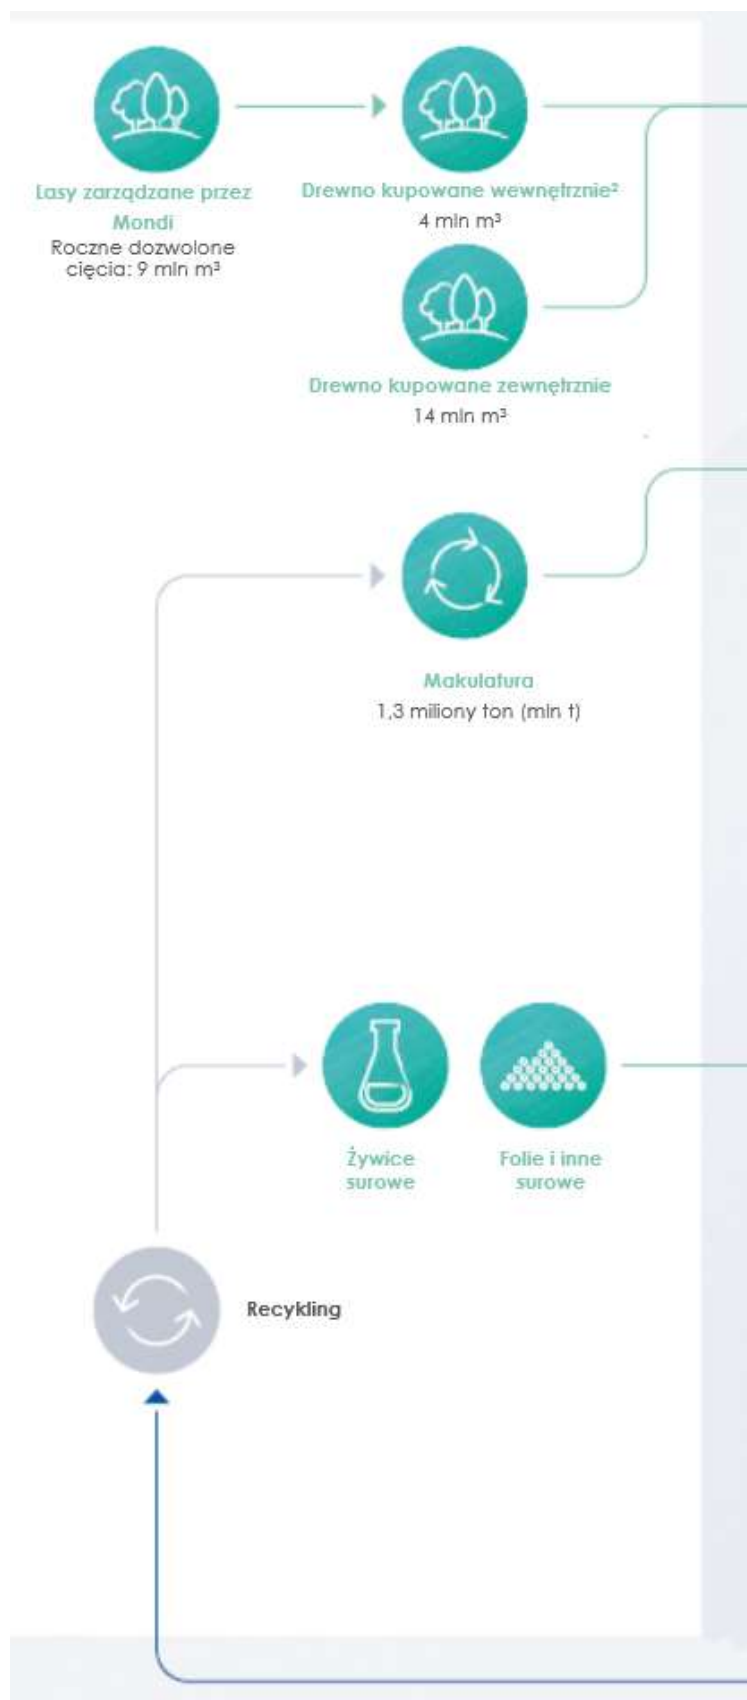 Lasy zarządzane przez
Mondi
Roczne dozwolone
cięcia: 9 mln m³
Drewno kupowane wewnętrznie²
4 mln m³
Drewno kupowane zewnętrznie
14 mln m³
Makulatura
1,3 miliony ton (mln t)
Żywice
surowe
Folie i inne
surowe
Recykling